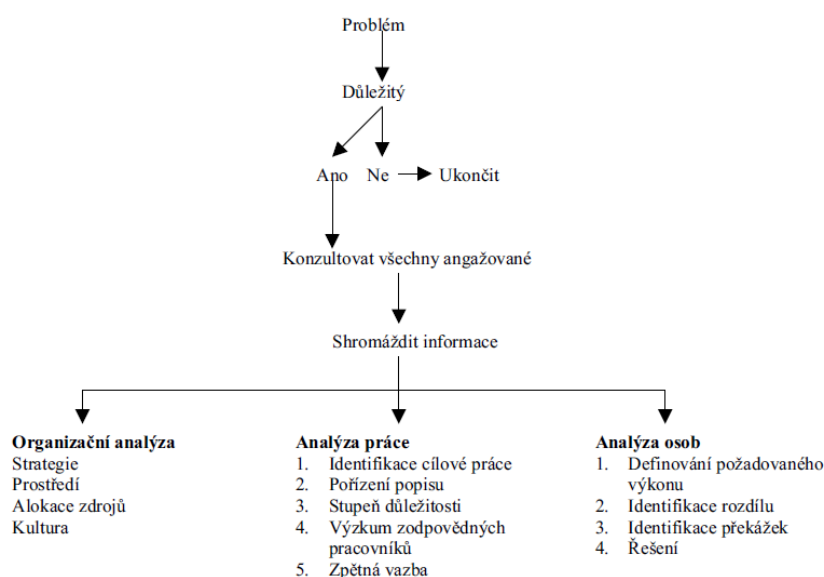 Problém
Důležitý
Ano Ne Ukončit
Konzultovat všechny angažované
Shromáždit informace
Organizační analýza
Strategie
Prostředí
Alokace zdrojů
Kultura
Analýza práce
1. Identifikace cílové práce
2. Pořízení popisu
3. Stupeň důležitosti
4. Výzkum zodpovědných
pracovníků
5. Zpětná vazba
Analýza osob
1. Definování požadovaného
výkonu
2. Identifikace rozdílu
3. Identifikace překážek
4. Řešení